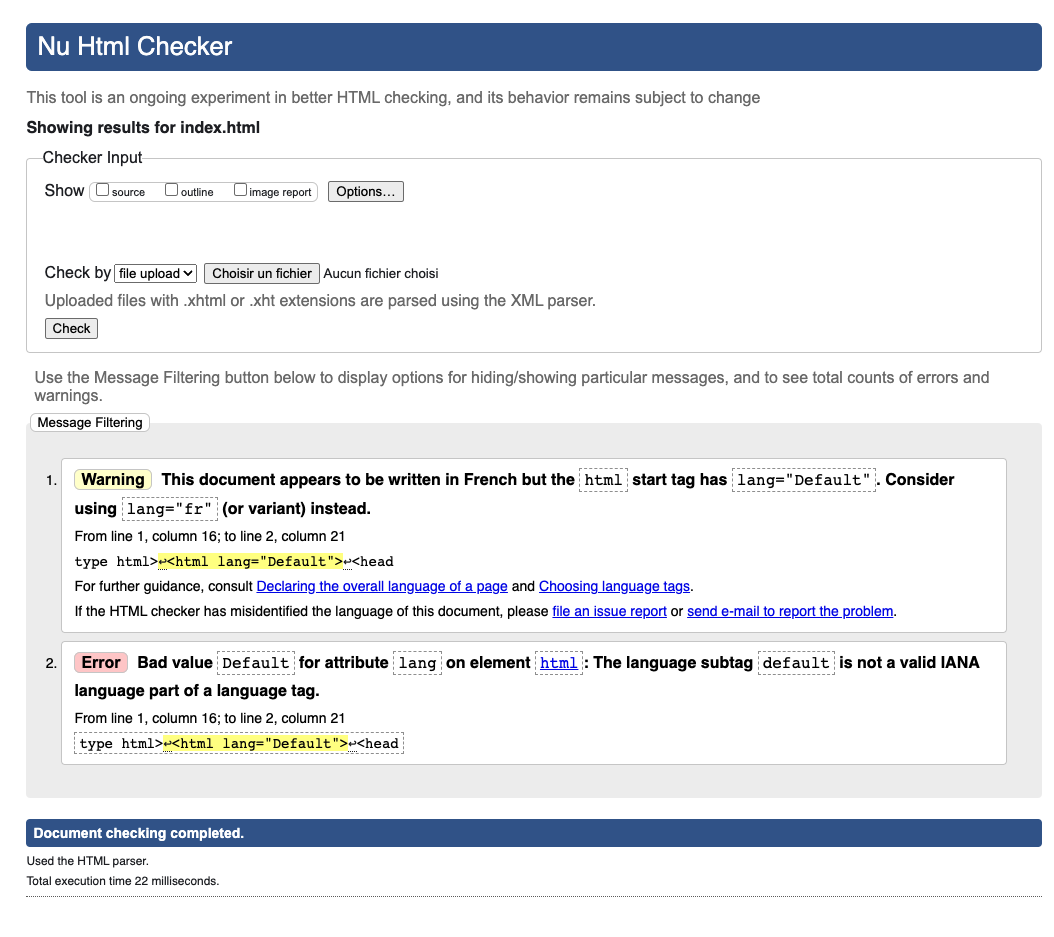 Nu Html Checker
This tool is an ongoing experiment in better HTML checking, and its behavior remains subject to change
Showing results for index.html
Checker Input
Show source outline image report Options…
Check by file upload Choisir un fichier Aucun fichier choisi
Uploaded files with .xhtml or .xht extensions are parsed using the XML parser.
Check
Use the Message Filtering button below to display options for hiding/showing particular messages, and to see total counts of errors and
warnings.
Message Filtering
1. Warning This document appears to be written in French but the html start tag has lang="Default". Consider
using lang="fr" (or variant) instead.
From line 1, column 16; to line 2, column 21
type html>↩<html lang="Default">↩<head
For further guidance, consult Declaring the overall language of a page and Choosing language tags.
If the HTML checker has misidentified the language of this document, please file an issue report or send e-mail to report the problem.
2. Error Bad value Default for attribute lang on element html: The language subtag default is not a valid IANA
language part of a language tag.
From line 1, column 16; to line 2, column 21
type html>↩<html lang="Default">↩<head
Document checking completed.
Used the HTML parser.
Total execution time 22 milliseconds.